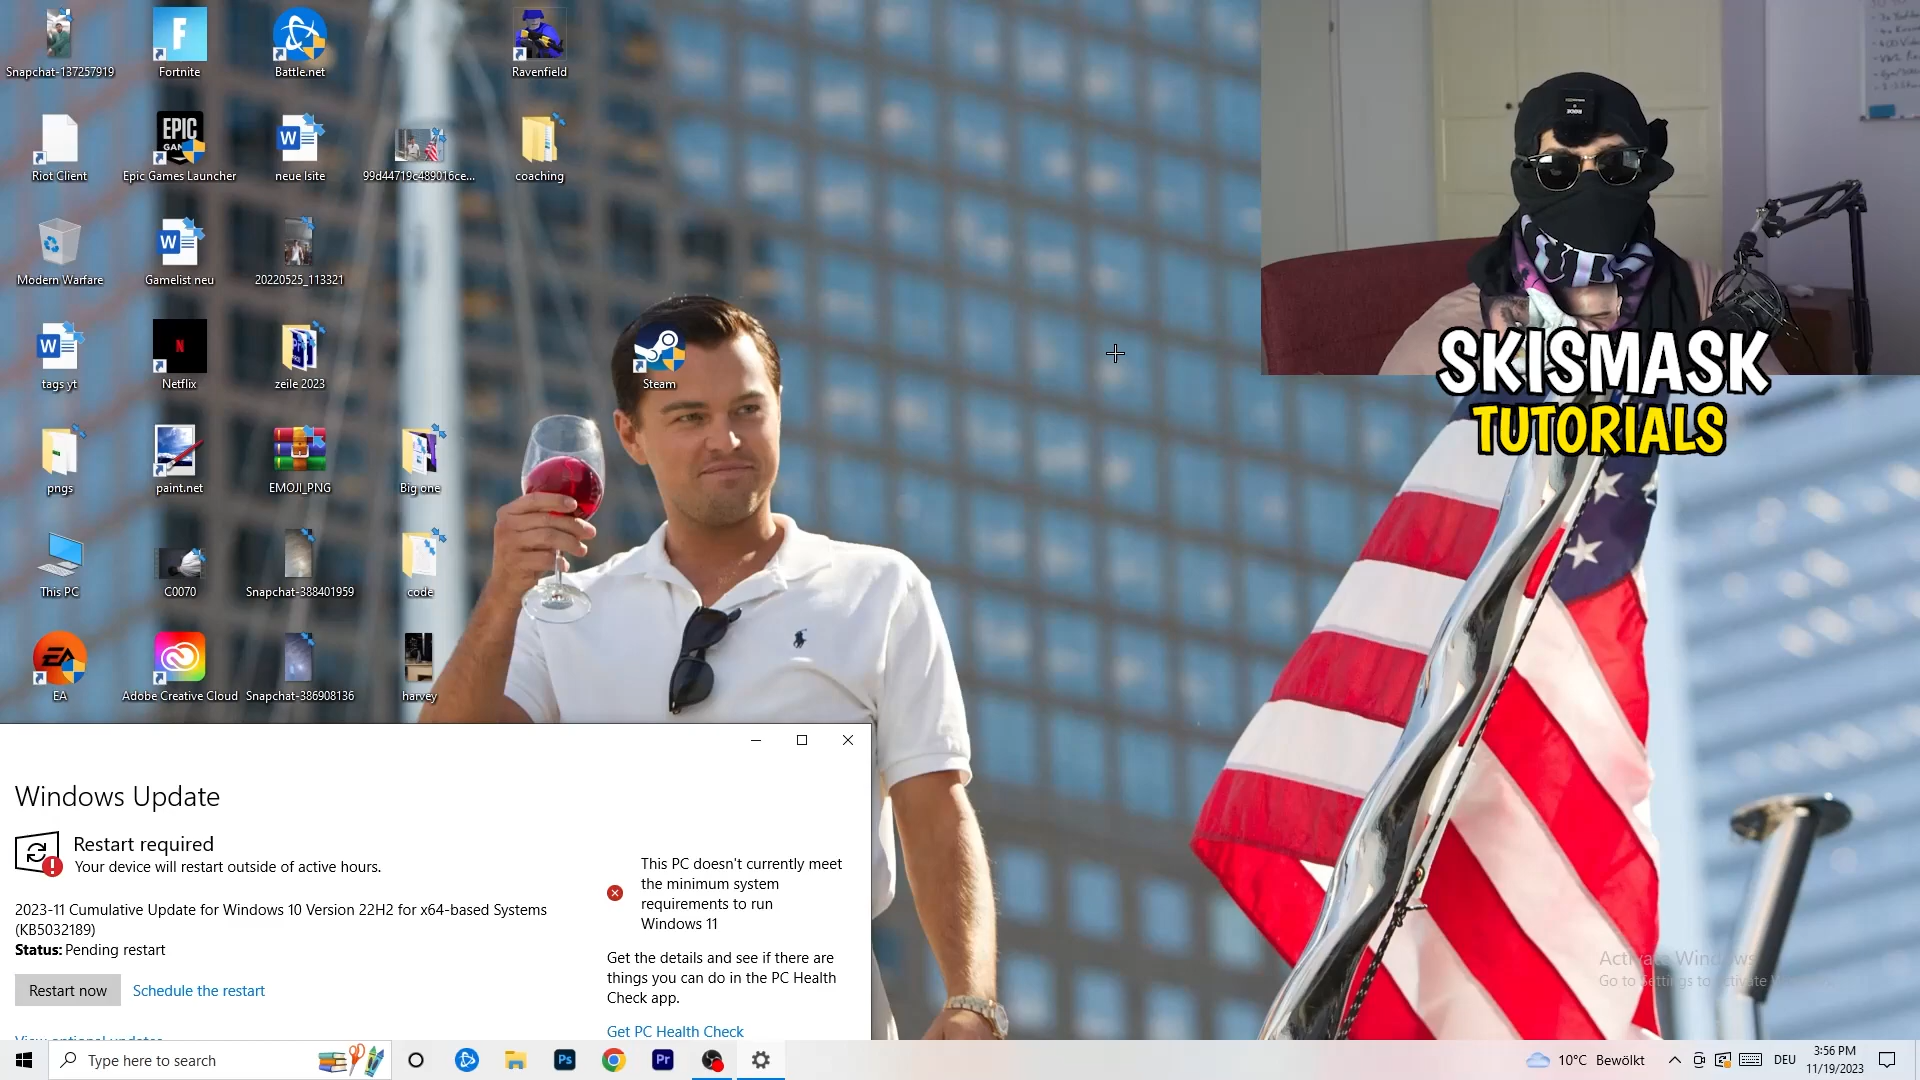 Snapchat-137257919
Fortnite
Battle.net
Ravenfield
Riot Client
EPIC
Epic Games Launcher
neue lsite
99d44719c489016ce...
coaching
Modern Warfare
Gamelist neu
20220525_113321
tags yt
Netflix
zeile 2023
Steam
pngs
paint.net
EMOJI_PNG
Big one
This PC
C0070
Snapchat-388401959
code
EA
Adobe Creative Cloud
Snapchat-386908136
harvey
SKISMASK
TUTORIALS
Windows Update
Restart required
Your device will restart outside of active hours.
2023-11 Cumulative Update for Windows 10 Version 22H2 for x64-based Systems
(KB5032189)
Status: Pending restart
Restart now
Schedule the restart
View optional updates
This PC doesn't currently meet
the minimum system
requirements to run
Windows 11
Get the details and see if there are
things you can do in the PC Health
Check app.
Get PC Health Check
Activate Windows
Go to Settings to activate
Type here to search
Ps
Pr
10°C Bewölkt
DEU
3:56 PM
11/19/2023